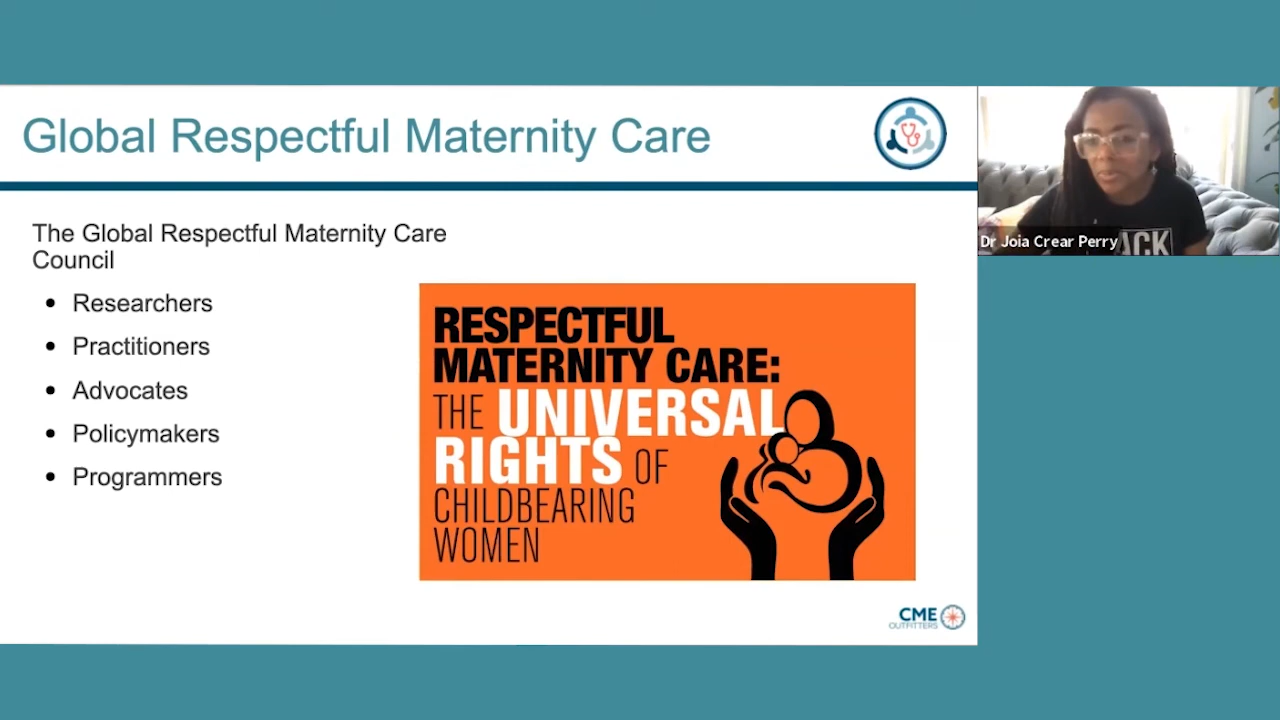 Global Respectful Maternity Care
The Global Respectful Maternity Care
Council
• Researchers
• Practitioners
• Advocates
• Policymakers
• Programmers
RESPECTFUL
MATERNITY CARE:
THE UNIVERSAL
RIGHTS OF
CHILDBEARING
WOMEN
CME
OUTFITTERS
Dr Joia Crear Perry
ACK